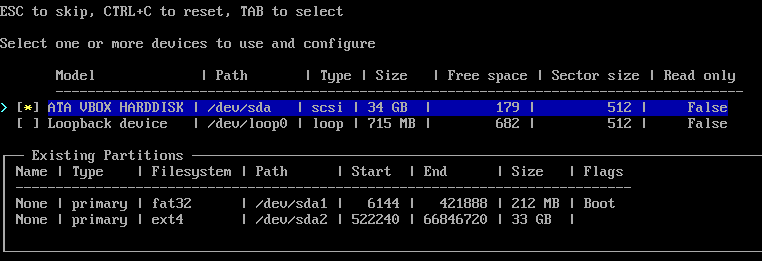 ESC to skip, CTRL+C to reset, TAB to select
Select one or more devices to use and configure
Model | Path | Type | Size | Free space | Sector size | Read only
> [*] ATA VBOX HARDDISK | /dev/sda | scsi | 34 GB | 179 | 512 | False
[ ] Loopback device | /dev/loop0 | loop | 715 MB | 682 | 512 | False
Existing Partitions
Name | Type | Filesystem | Path | Start | End | Size | Flags
None | primary | fat32 | /dev/sda1 | 6144 | 421888 | 212 MB | Boot
None | primary | ext4 | /dev/sda2 | 522240 | 66846720 | 33 GB |